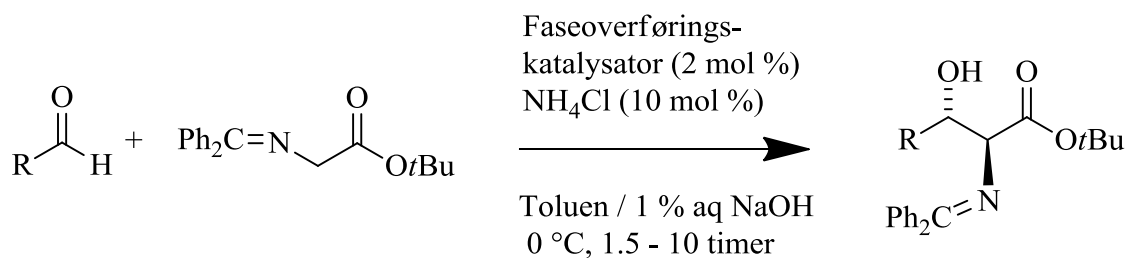 Faseoverførings-
katalysator (2 mol %)
NH₄Cl (10 mol %)
O
R
H
+
Ph₂C=N
O
OtBu
Toluen / 1 % aq NaOH
0 °C, 1.5 - 10 timer
OH
O
R
OtBu
Ph₂C=N